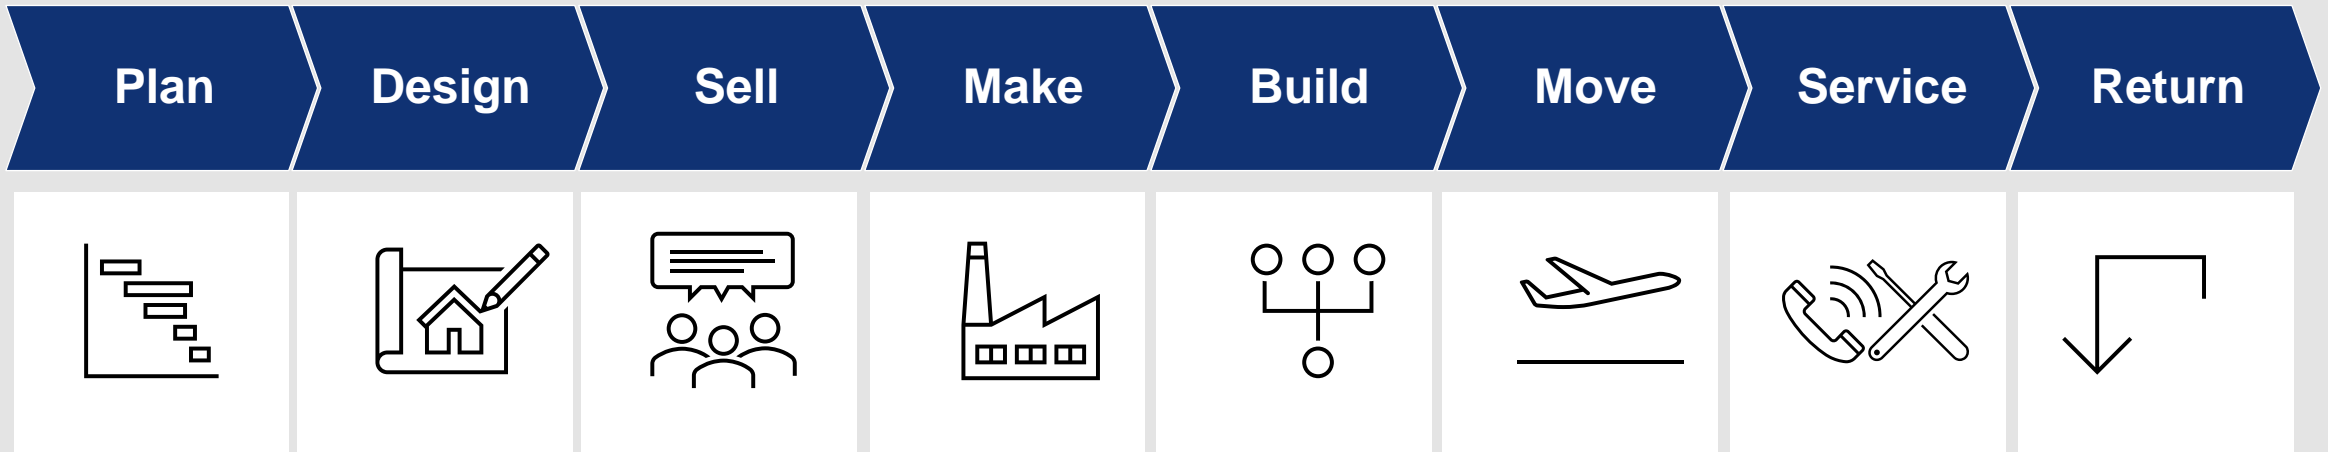 Plan
Design
Sell
Make
Build
Move
Service
Return